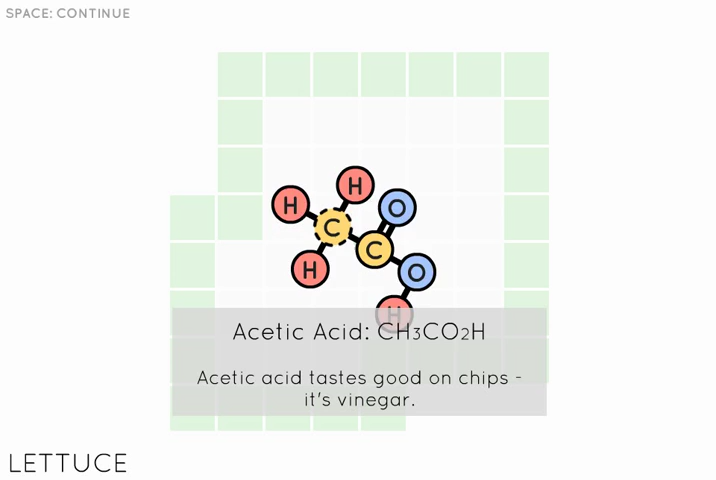 SPACE: CONTINUE
H
H
O
C
C
H
O
H
Acetic Acid: CH₃CO₂H
Acetic acid tastes good on chips -
it's vinegar.
LETTUCE